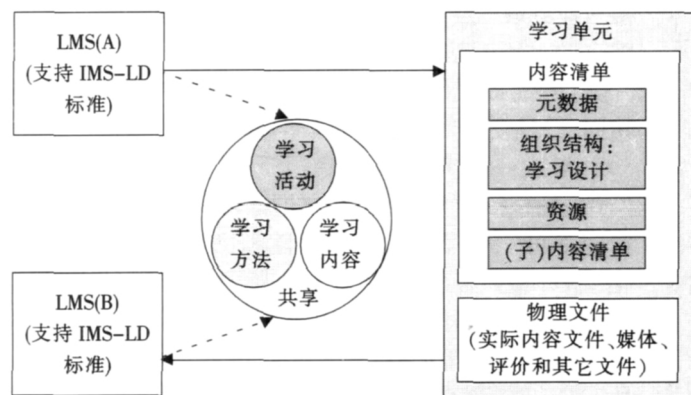 LMS(A)
(支持 IMS-LD
标准)
学习
活动
学习
方法
学习
内容
共享
LMS(B)
(支持 IMS-LD
标准)
学习单元
内容清单
元数据
组织结构:
学习设计
资源
(子)内容清单
物理文件
(实际内容文件、媒体、
评价和其它文件)